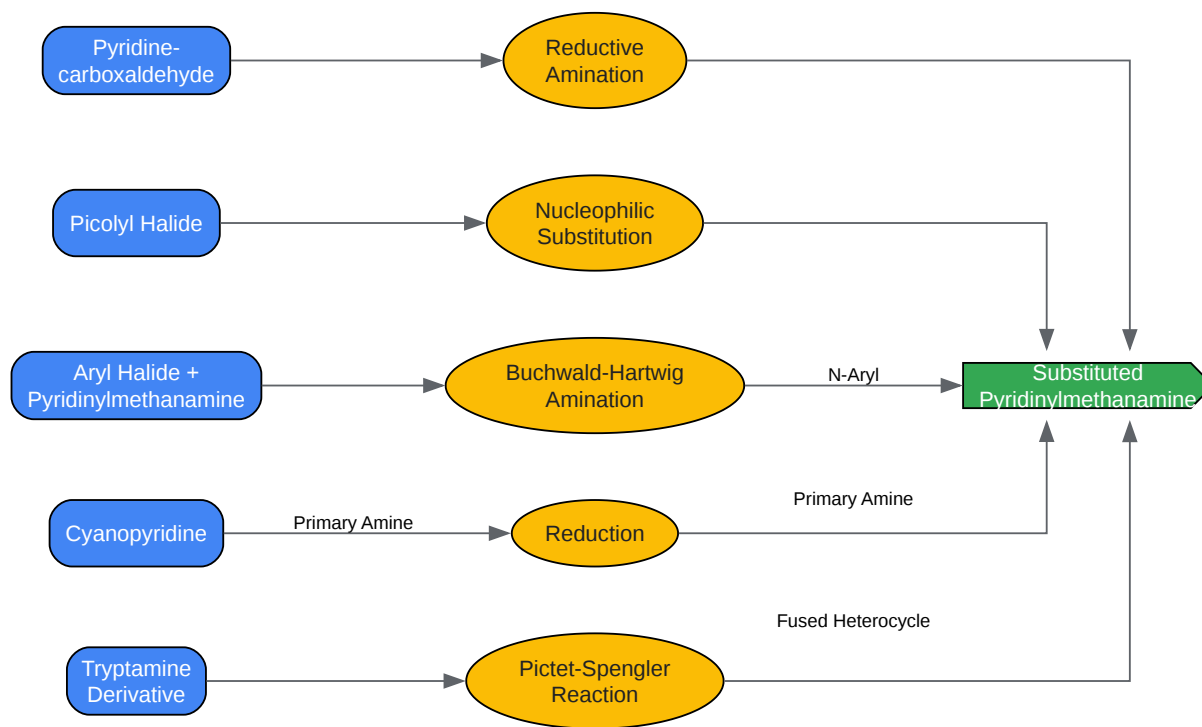 Pyridine-
carboxaldehyde
Reductive
Amination
Picolyl Halide
Nucleophilic
Substitution
Aryl Halide +
Pyridinylmethanamine
Buchwald-Hartwig
Amination
N-Aryl
Substituted
Pyridinylmethanamine
Cyanopyridine
Primary Amine
Reduction
Primary Amine
Tryptamine
Derivative
Pictet-Spengler
Reaction
Fused Heterocycle